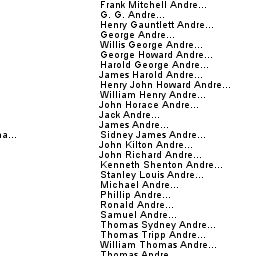 Frank Mitchell Andre...
G. G. Andre...
Henry Gauntlett Andre...
George Andre...
Willis George Andre...
George Howard Andre...
Harold George Andre...
James Harold Andre...
Henry John Howard Andre...
William Henry Andre...
John Horace Andre...
Jack Andre...
James Andre...
na... Sidney James Andre...
John Kilton Andre...
John Richard Andre...
Kenneth Shenton Andre...
Stanley Louis Andre...
Michael Andre...
Phillip Andre...
Ronald Andre...
Samuel Andre...
Thomas Sydney Andre...
Thomas Tripp Andre...
William Thomas Andre...
Thomas Andre...